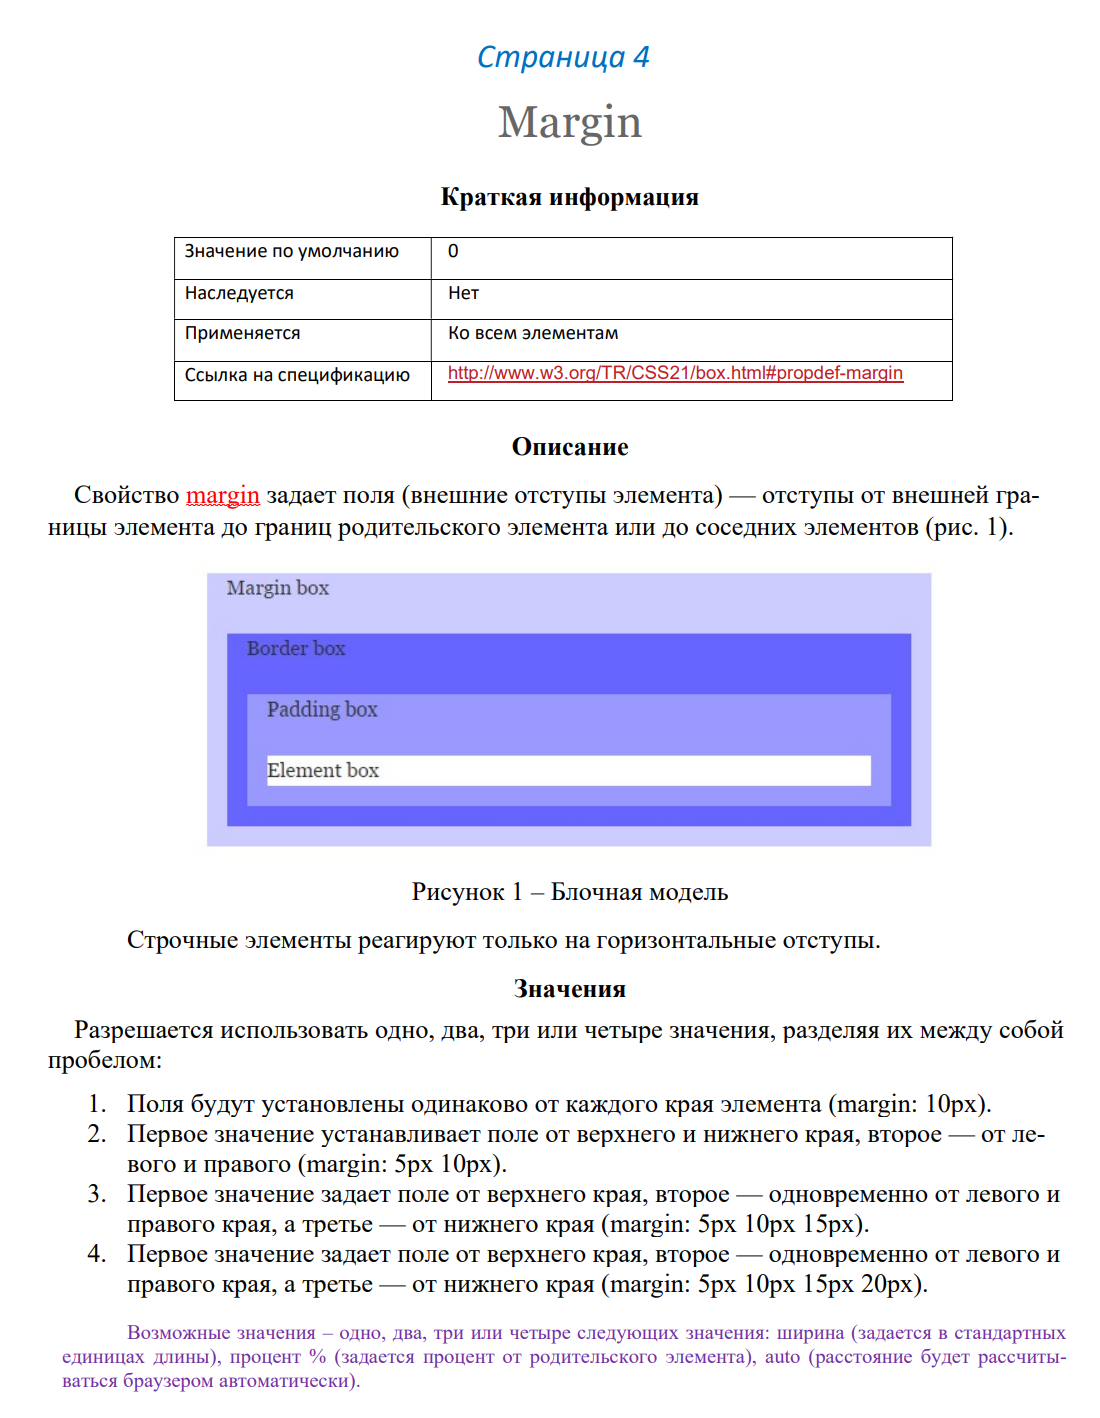 Страница 4
Margin
Краткая информация
Значение по умолчанию 0
Наследуется Нет
Применяется Ко всем элементам
Ссылка на спецификацию http://www.w3.org/TR/CSS21/box.html#propdef-margin
Описание
Свойство margin задает поля (внешние отступы элемента) — отступы от внешней гра-
ницы элемента до границ родительского элемента или до соседних элементов (рис. 1).
Margin box
Border box
Padding box
Element box
Рисунок 1 – Блочная модель
Строчные элементы реагируют только на горизонтальные отступы.
Значения
Разрешается использовать одно, два, три или четыре значения, разделяя их между собой
пробелом:
1. Поля будут установлены одинаково от каждого края элемента (margin: 10px).
2. Первое значение устанавливает поле от верхнего и нижнего края, второе — от ле-
вого и правого (margin: 5px 10px).
3. Первое значение задает поле от верхнего края, второе — одновременно от левого и
правого края, а третье — от нижнего края (margin: 5px 10px 15px).
4. Первое значение задает поле от верхнего края, второе — одновременно от левого и
правого края, а третье — от нижнего края (margin: 5px 10px 15px 20px).
Возможные значения – одно, два, три или четыре следующих значения: ширина (задается в стандартных
единицах длины), процент % (задается процент от родительского элемента), auto (расстояние будет рассчиты-
ваться браузером автоматически).